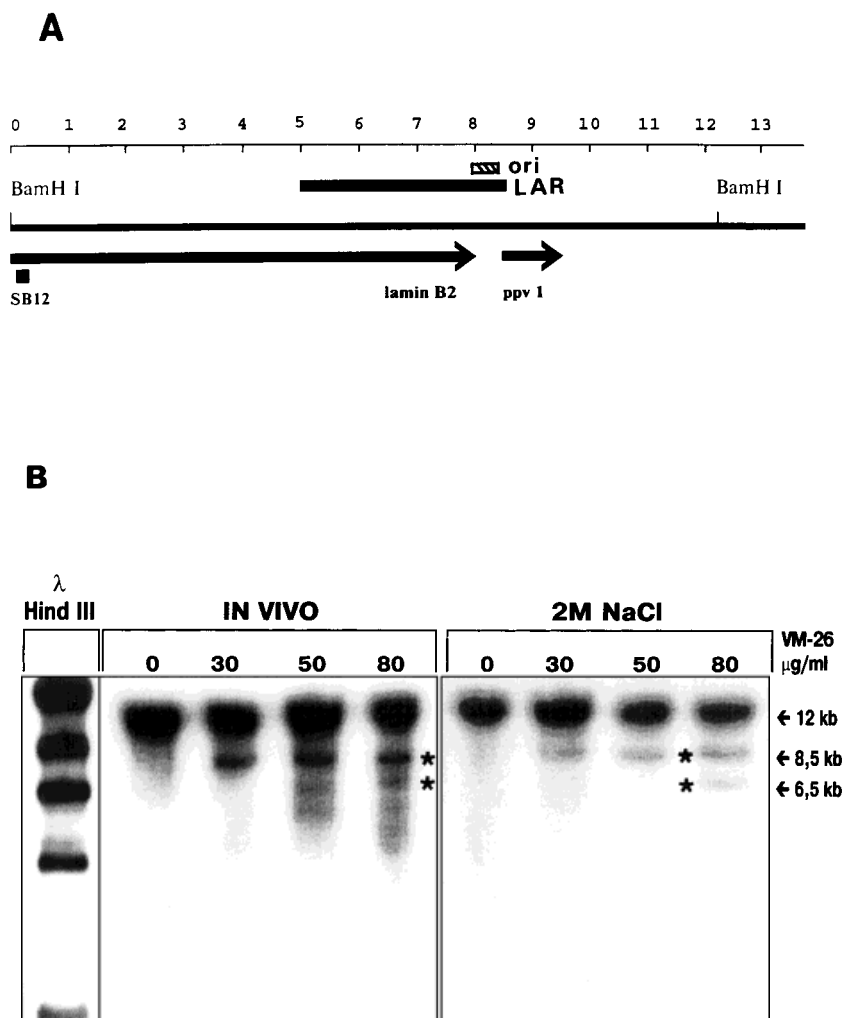 A
0 1 2 3 4 5 6 7 8 9 10 11 12 13
ori
BamH I LAR BamH I
SB12 lamin B2 ppv 1
B
λ
Hind III IN VIVO 2M NaCl VM-26
0 30 50 80 0 30 50 80 µg/ml
← 12 kb
* * ← 8,5 kb
* * ← 6,5 kb